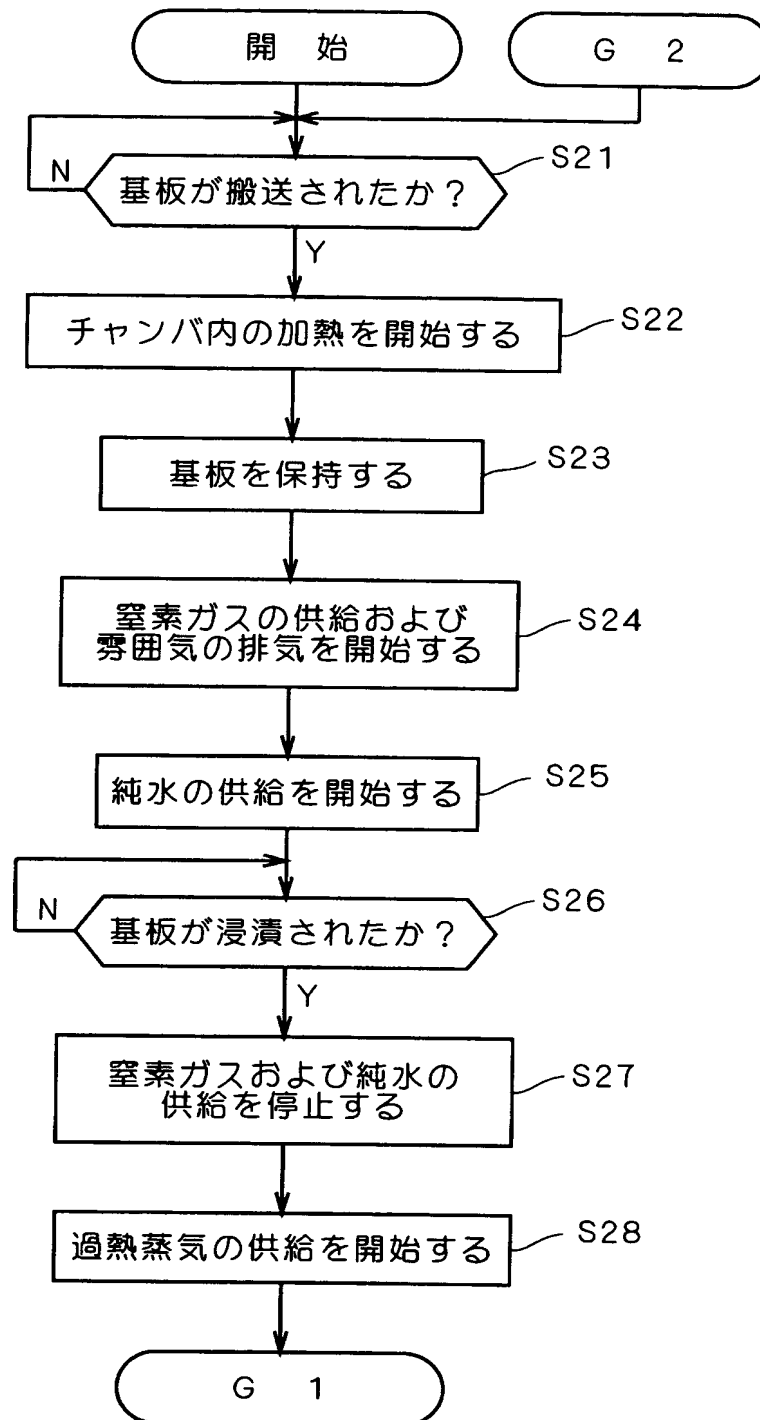 開 始
G 2
N
基板が搬送されたか？
S21
Y
チャンバ内の加熱を開始する
S22
基板を保持する
S23
窒素ガスの供給および
雰囲気の排気を開始する
S24
純水の供給を開始する
S25
N
基板が浸漬されたか？
S26
Y
窒素ガスおよび純水の
供給を停止する
S27
過熱蒸気の供給を開始する
S28
G 1